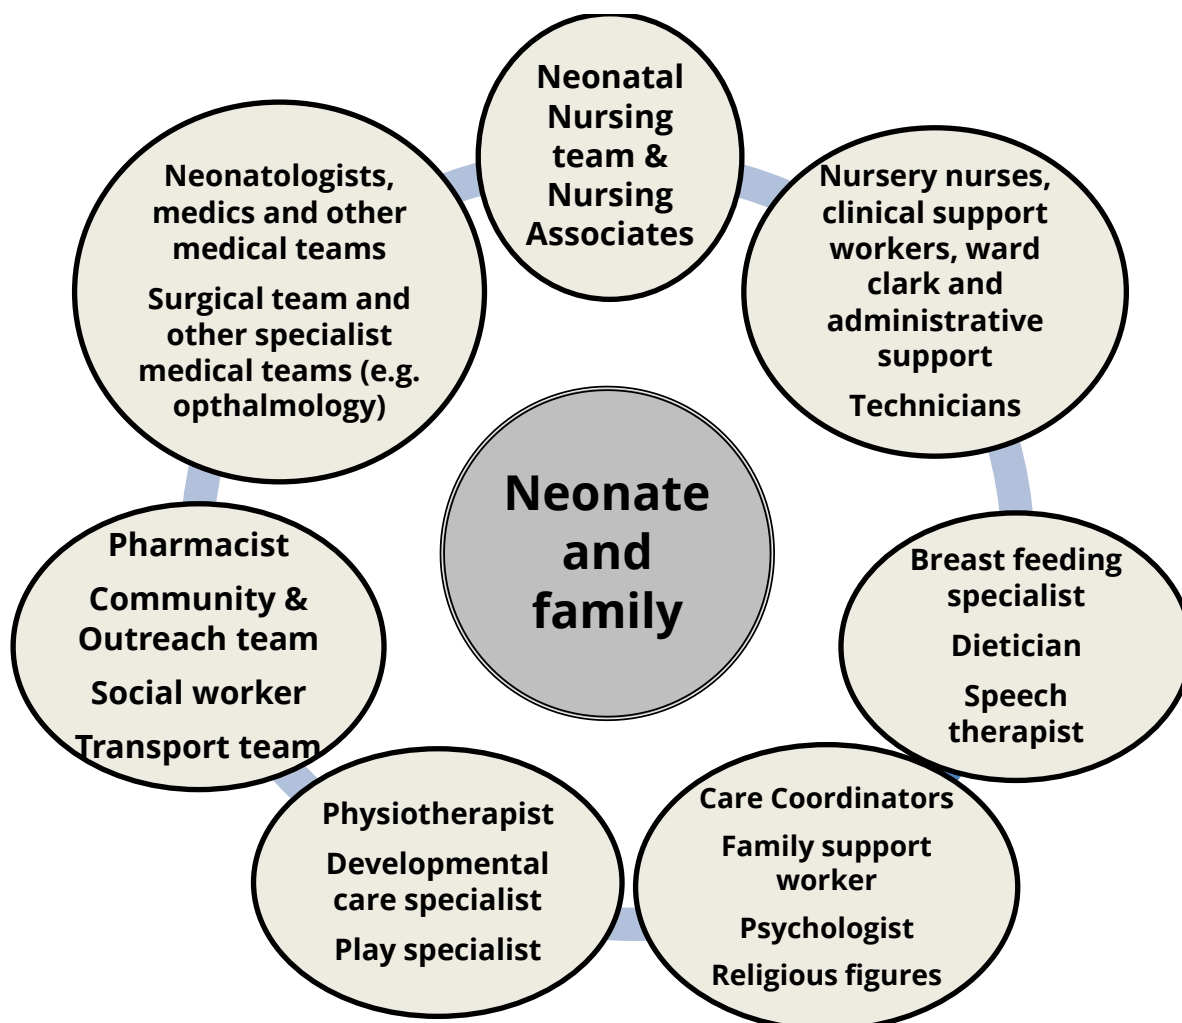 Neonatal
Nursing
team &
Nursing
Associates
Neonatologists,
medics and other
medical teams
Surgical team and
other specialist
medical teams (e.g.
opthalmology)
Nursery nurses,
clinical support
workers, ward
clark and
administrative
support
Technicians
Neonate
and
family
Pharmacist
Community &
Outreach team
Social worker
Transport team
Breast feeding
specialist
Dietician
Speech
therapist
Physiotherapist
Developmental
care specialist
Play specialist
Care Coordinators
Family support
worker
Psychologist
Religious figures